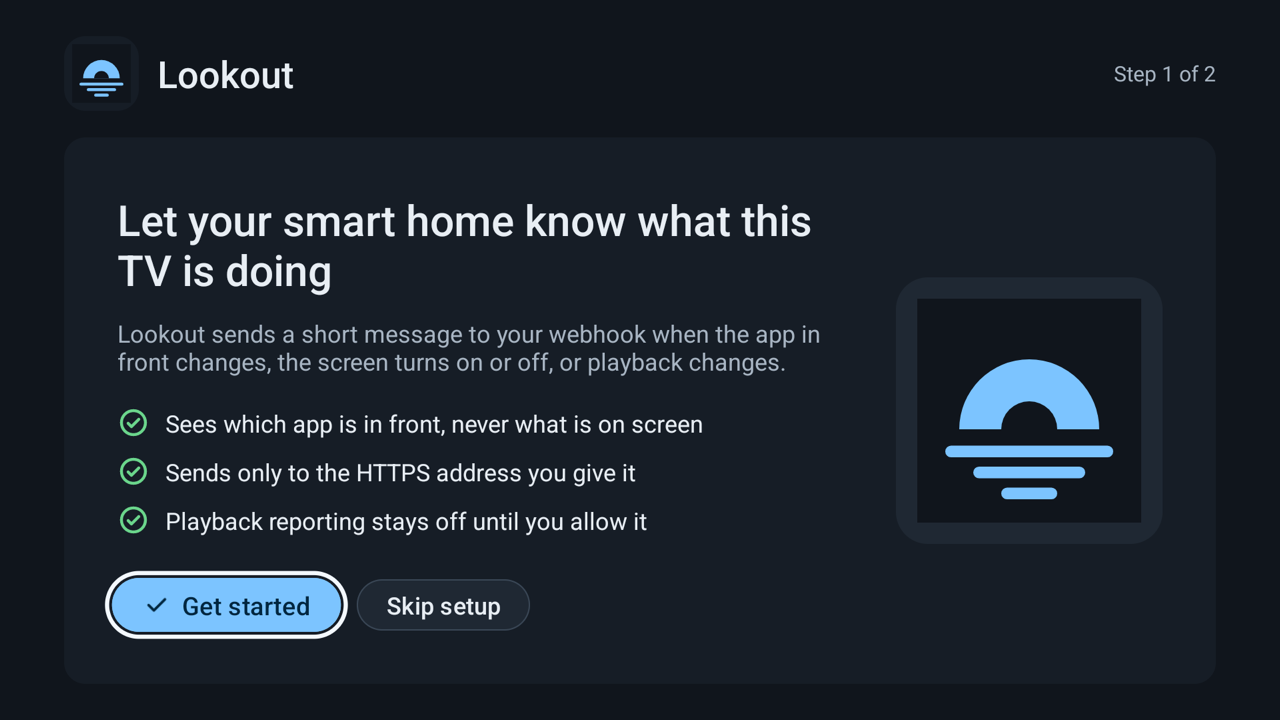 Lookout
Step 1 of 2
Let your smart home know what this
TV is doing
Lookout sends a short message to your webhook when the app in
front changes, the screen turns on or off, or playback changes.
Sees which app is in front, never what is on screen
Sends only to the HTTPS address you give it
Playback reporting stays off until you allow it
Get started
Skip setup